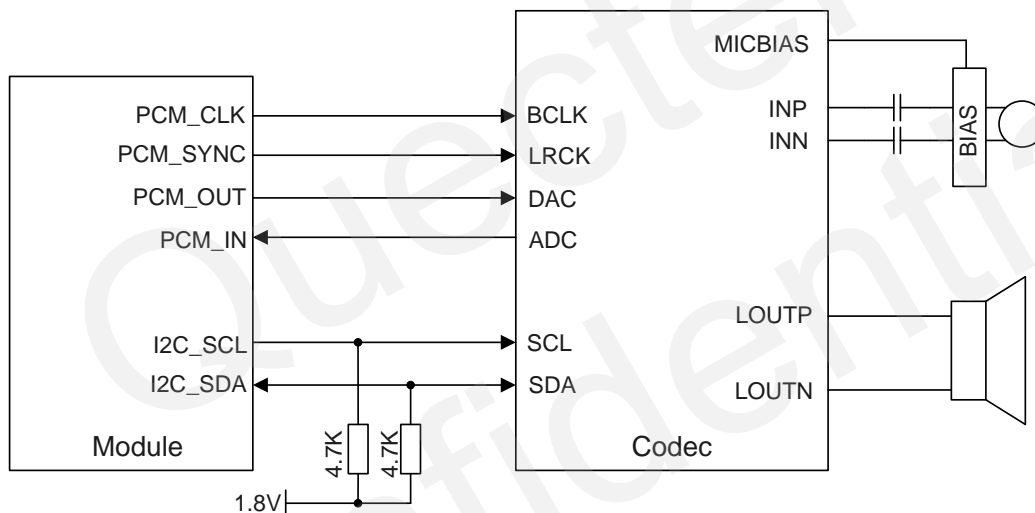 MICBIAS
PCM_CLK
BCLK
INP
PCM_SYNC
LRCK
INN
BIAS
PCM_OUT
DAC
PCM_IN
ADC
LOUTP
I2C_SCL
SCL
I2C_SDA
SDA
LOUTN
Module
4.7K
4.7K
Codec
1.8V